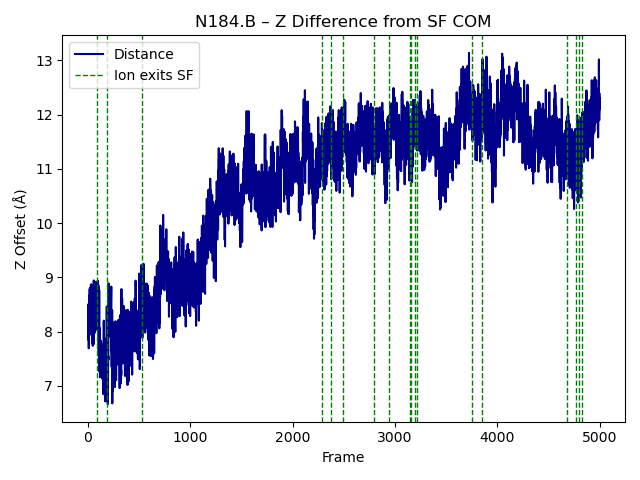 N184.B – Z Difference from SF COM
Distance
Ion exits SF
Z Offset (Å)
13
12
11
10
9
8
7
0
1000
2000
3000
4000
5000
Frame